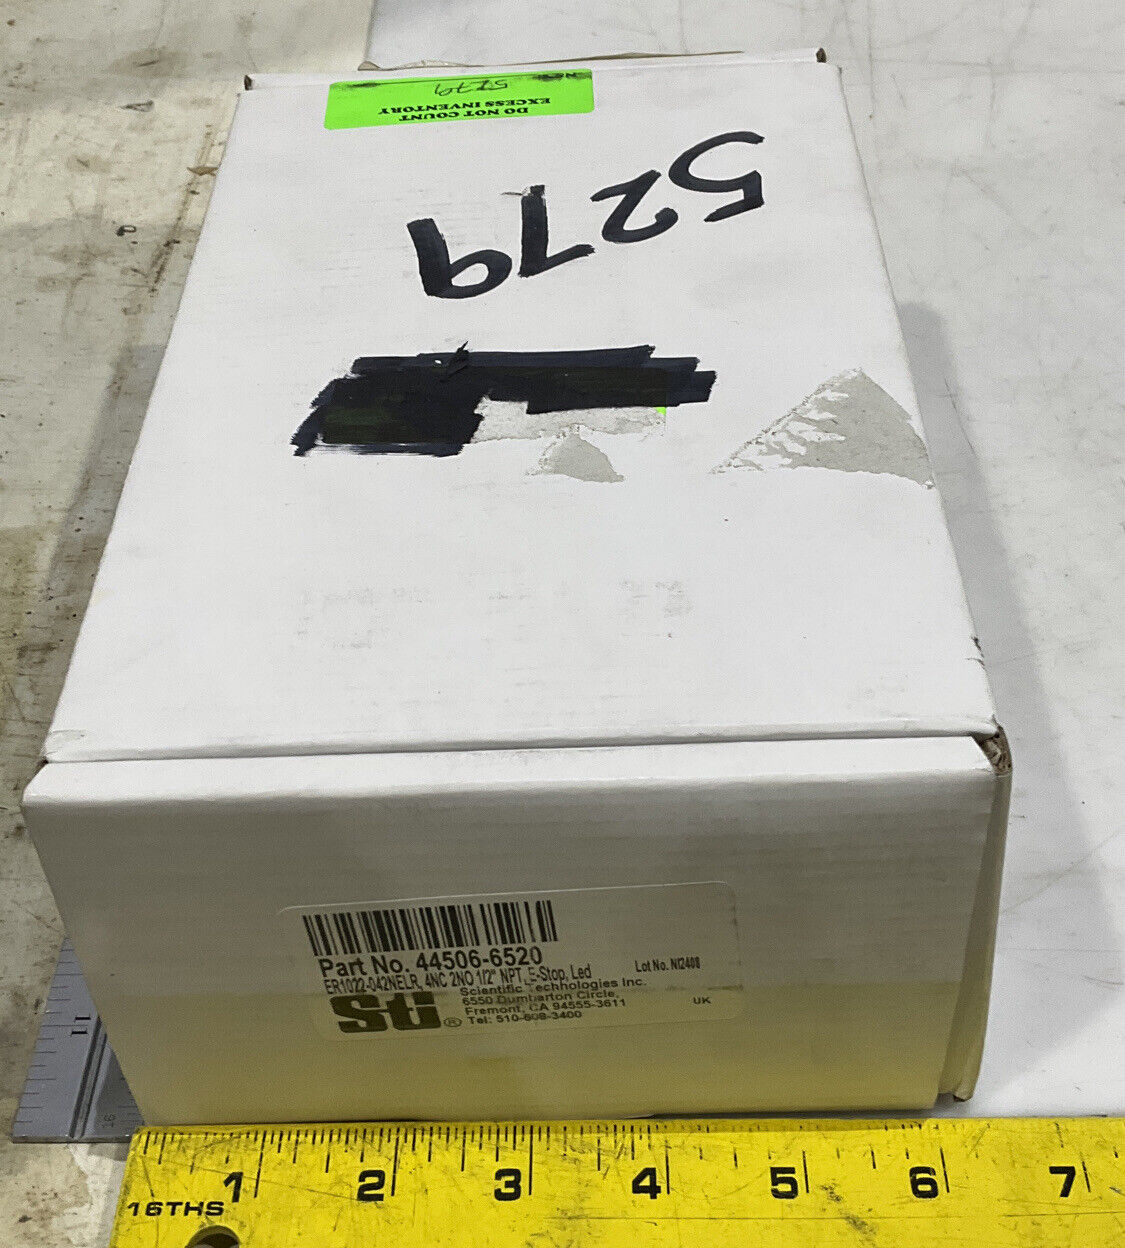 DO NOT COUNT
EXCESS INVENTORY
5279
5279
Part No. 44506-6520
ER1022-042NELR, 4NC 2NO 1/2" NPT, E-Stop, Led
Lot No. NI2408
sti®
Scientific Technologies Inc.
6550 Dumbarton Circle,
Fremont, CA 94555-3611
Tel: 510-608-3400
UK
16
1 2 3 4 5 6 7
16THS